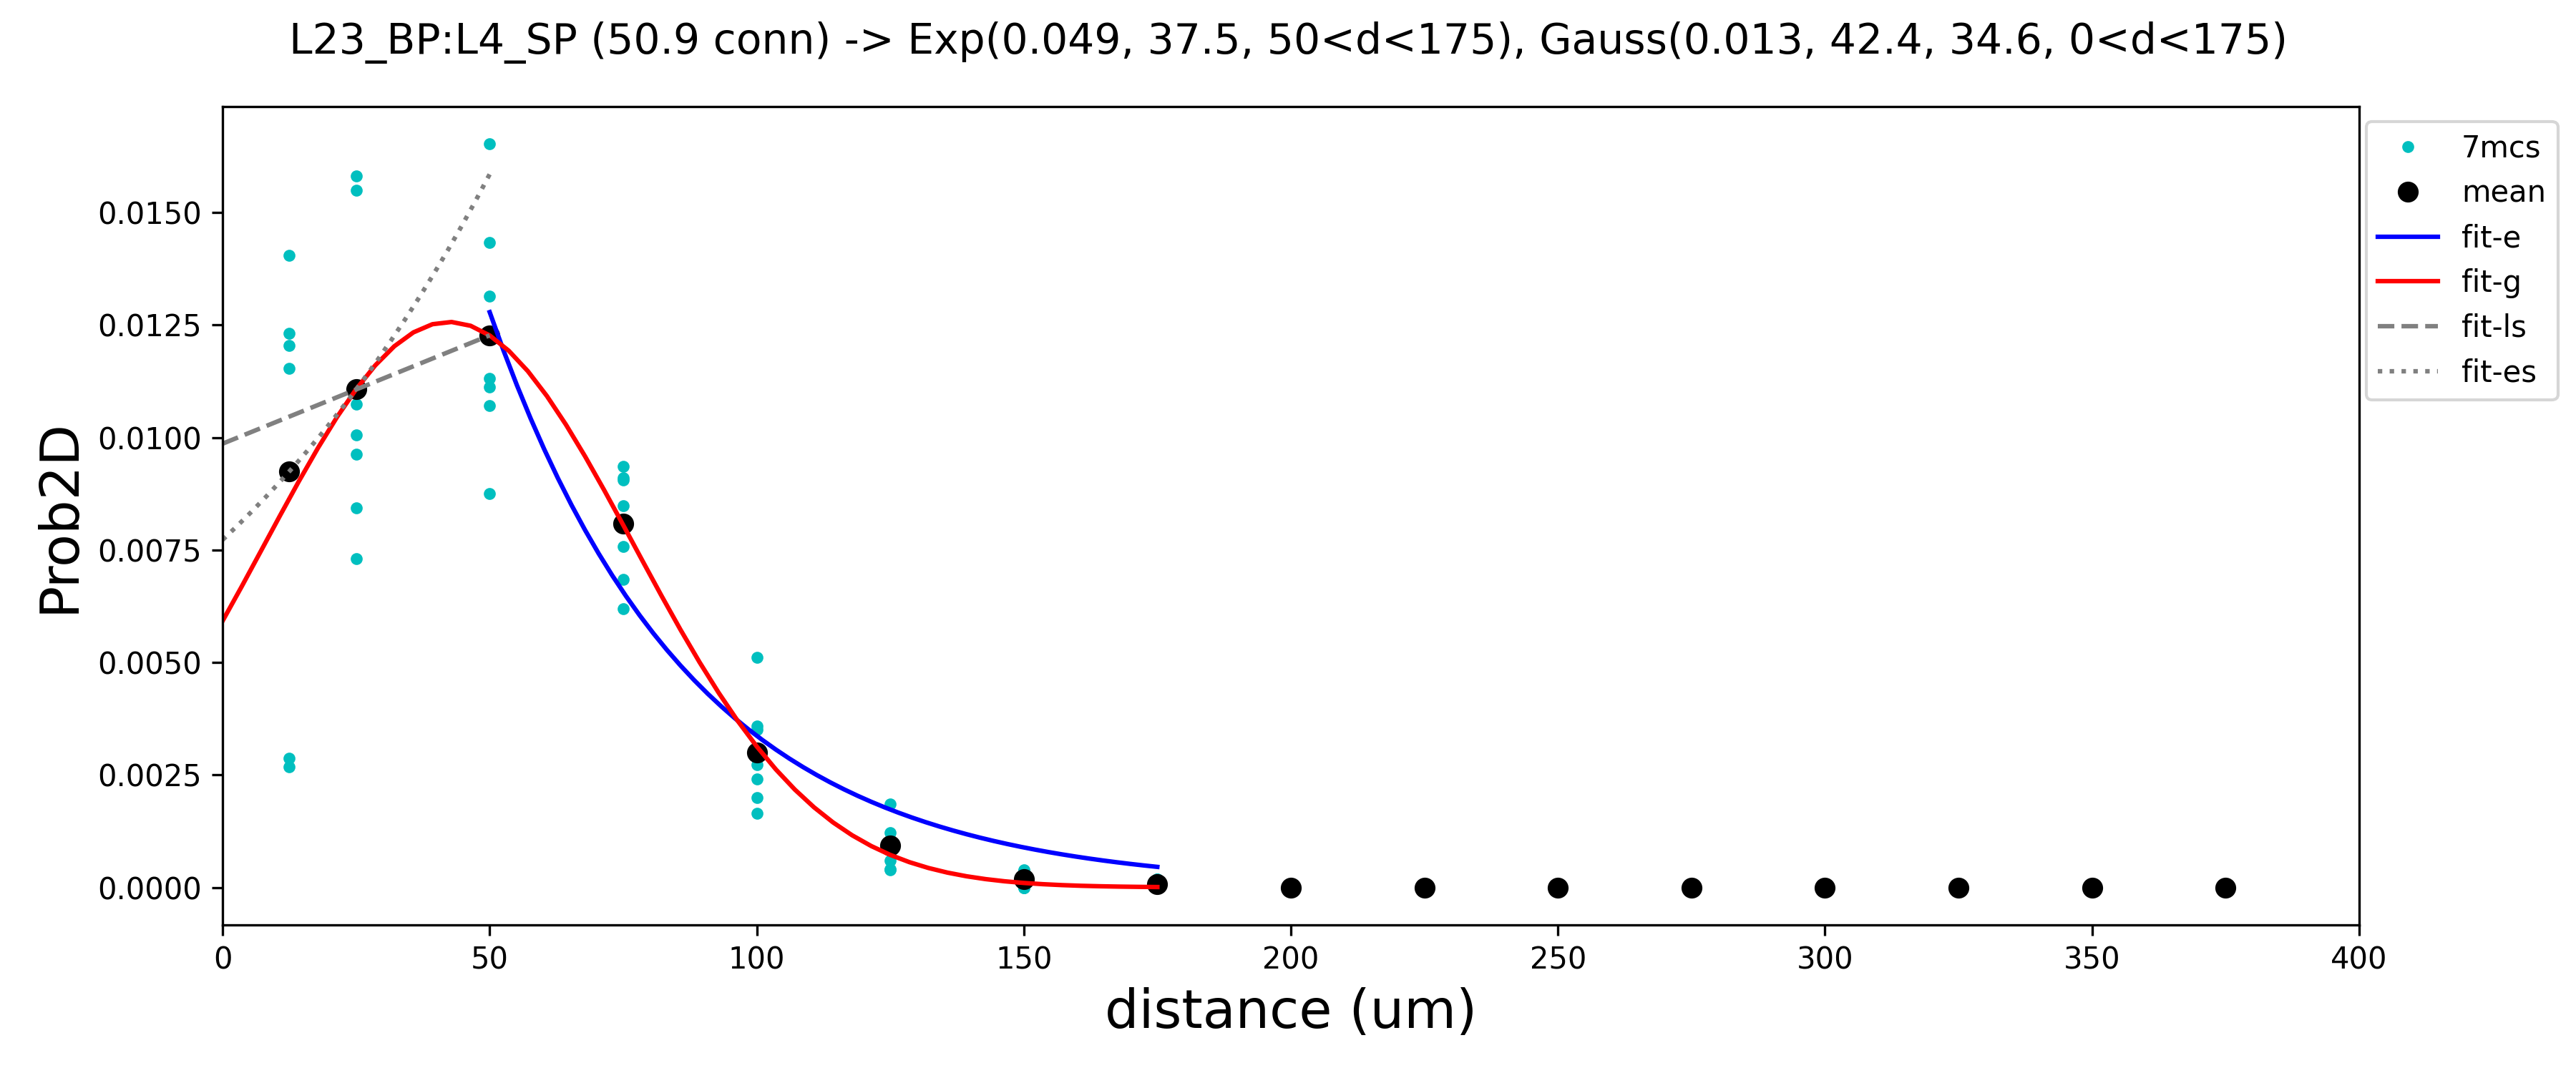 L23_BP:L4_SP (50.9 conn) -> Exp(0.049, 37.5, 50<d<175), Gauss(0.013, 42.4, 34.6, 0<d<175)
7mcs
mean
fit-e
fit-g
fit-ls
fit-es
Prob2D
0.0150
0.0125
0.0100
0.0075
0.0050
0.0025
0.0000
0 50 100 150 200 250 300 350 400
distance (um)